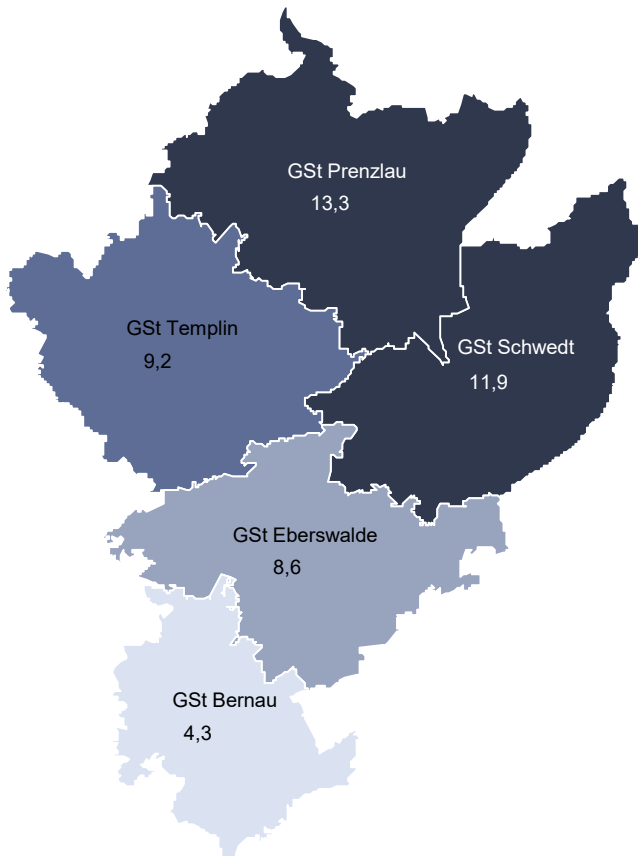 GSt Prenzlau
13,3
GSt Templin
9,2
GSt Schwedt
11,9
GSt Eberswalde
8,6
GSt Bernau
4,3